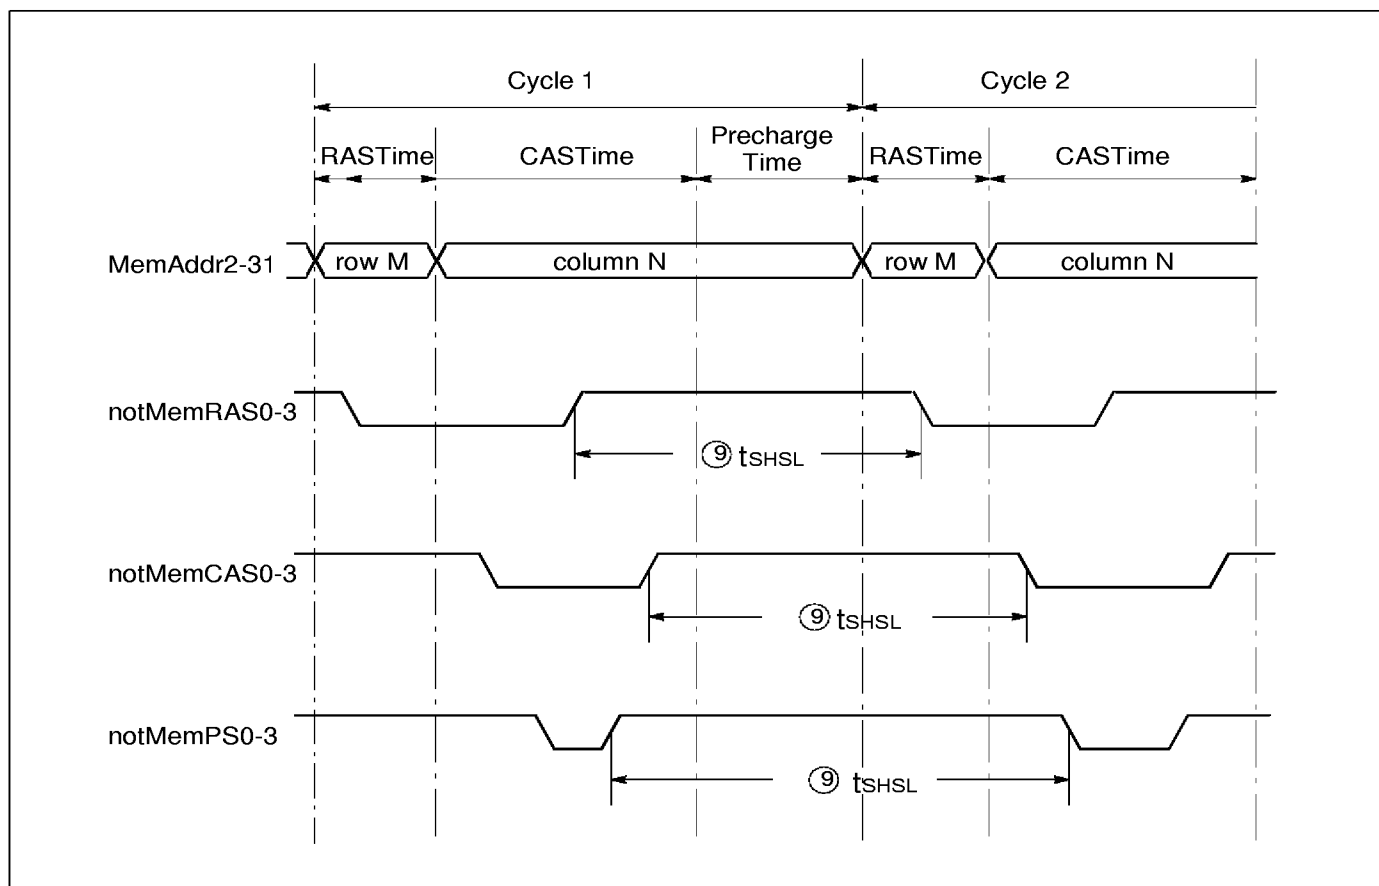 Cycle 1
Cycle 2
RASTime
CASTime
Precharge
Time
RASTime
CASTime
MemAddr2-31
row M
column N
row M
column N
notMemRAS0-3
⑨ tSHSL
notMemCAS0-3
⑨ tSHSL
notMemPS0-3
⑨ tSHSL